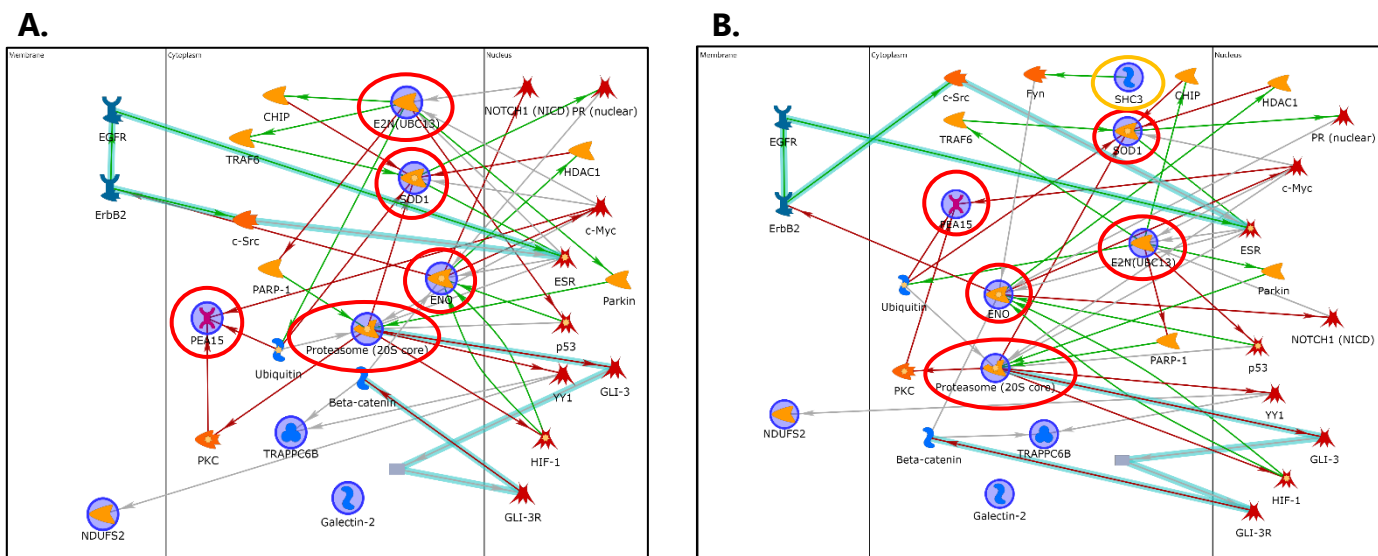 A.
Membrane
Cytoplasm
Nucleus
EGFR
CHIP
E2N(UBC13)
NOTCH1 (NICD)
PR (nuclear)
TRAF6
HDAC1
SOD1
ErbB2
c-Src
c-Myc
PARP-1
ESR
ENO
Parkin
PEA15
Proteasome (20S core)
p53
Ubiquitin
GLI-3
Beta-catenin
YY1
PKC
TRAPPC6B
HIF-1
GLI-3R
Galectin-2
NDUFS2
B.
Membrane
Cytoplasm
Nucleus
c-Src
Fyn
SHC3
CHIP
HDAC1
EGFR
TRAF6
SOD1
PR (nuclear)
c-Myc
ErbB2
PEA15
ESR
E2N(UBC13)
Parkin
Ubiquitin
ENO
NOTCH1 (NICD)
PARP-1
p53
PKC
Proteasome (20S core)
YY1
NDUFS2
Beta-catenin
TRAPPC6B
GLI-3
HIF-1
Galectin-2
GLI-3R